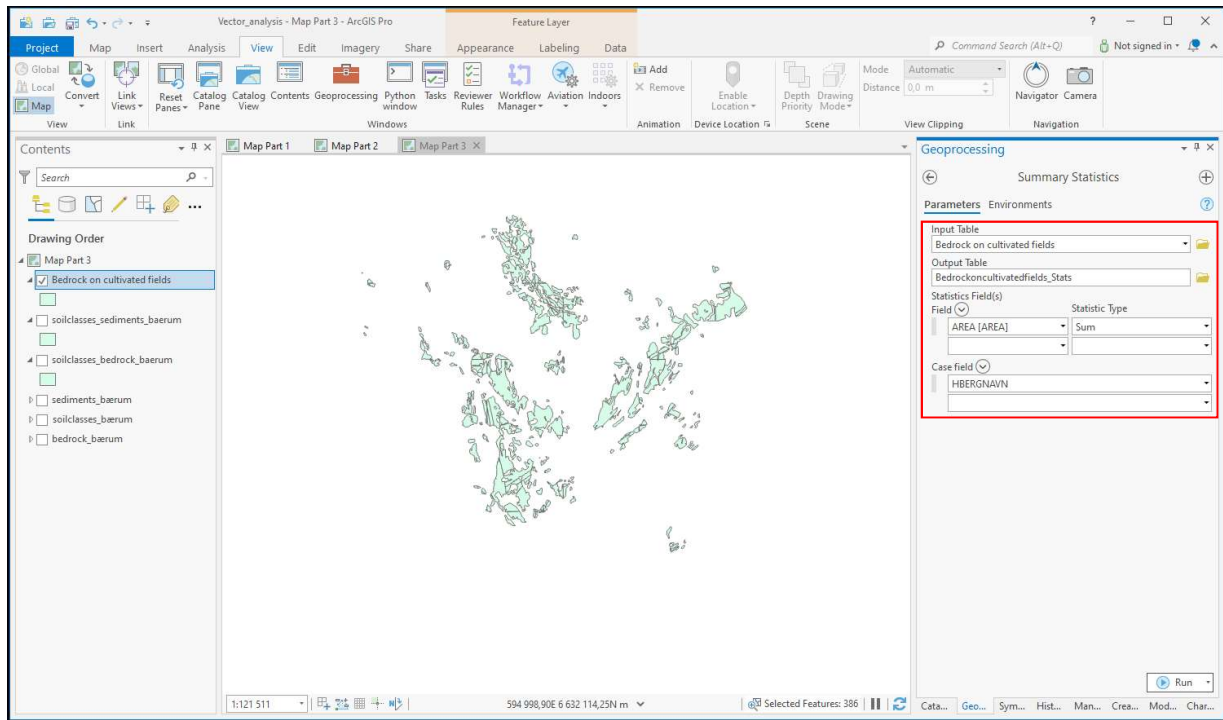 Vector_analysis - Map Part 3 - ArcGIS Pro
Feature Layer
?
Project Map Insert Analysis View Edit Imagery Share Appearance Labeling Data
Command Search (Alt+Q)
Not signed in
Global
Local
Map
Convert
Link Views
Reset Panes
Catalog Pane
Catalog View
Contents
Geoprocessing
Python window
Tasks
Reviewer Rules
Workflow Manager
Aviation
Indoors
Add
Remove
Enable Location
Depth Priority
Drawing Mode
Mode Automatic
Distance 0,0 m
Navigator
Camera
View Link Windows Animation Device Location Scene View Clipping Navigation
Contents
Search
Drawing Order
Map Part 3
Bedrock on cultivated fields
soilclasses_sediments_baerum
soilclasses_bedrock_baerum
sediments_bærum
soilclasses_bærum
bedrock_bærum
Map Part 1 Map Part 2 Map Part 3
1:121 511
594 998,90E 6 632 114,25N m
Selected Features: 386
Geoprocessing
Summary Statistics
Parameters Environments
Input Table
Bedrock on cultivated fields
Output Table
Bedrockoncultivatedfields_Stats
Statistics Field(s)
Field Statistic Type
AREA [AREA] Sum
Case field
HBERGNAVN
Run
Cata... Geo... Sym... Hist... Man... Crea... Mod... Char...